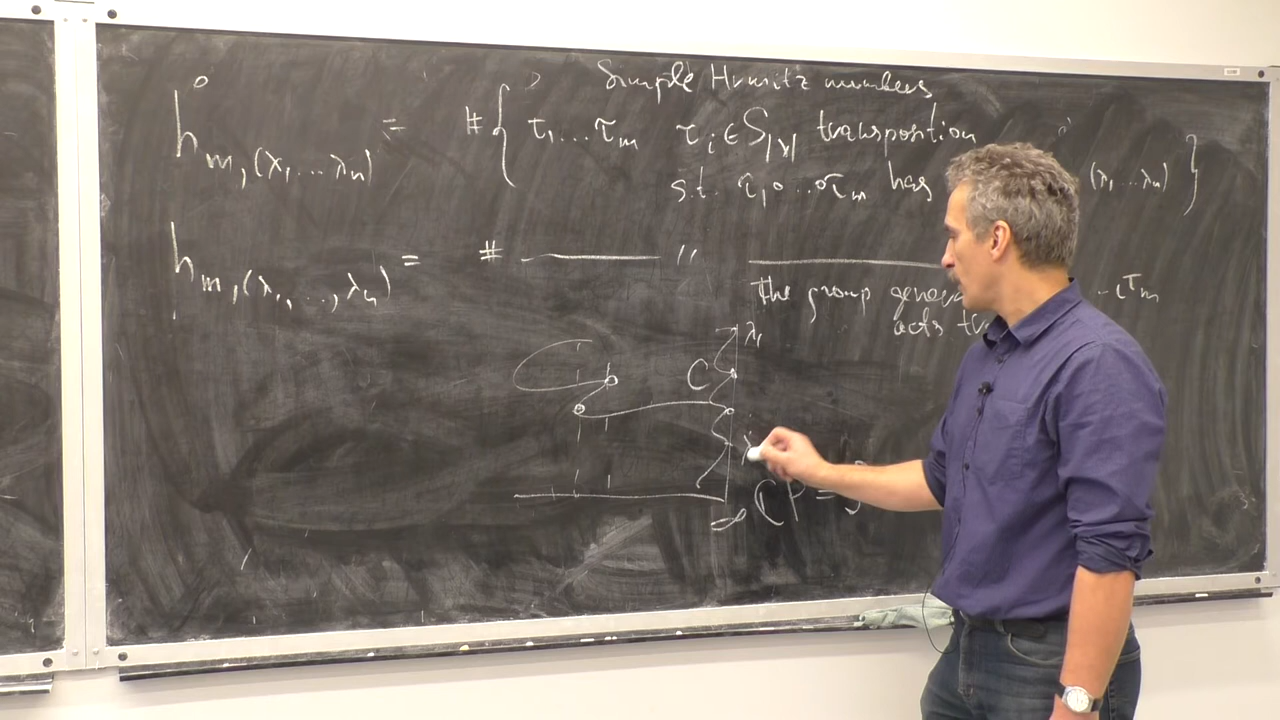 Simple Hurwitz numbers
h°m,(λ1...λn) = #{ τ1...τm τi∈S|λ| transposition
s.t. τ1∘...∘τm has (λ1...λn) }
hm,(λ1,...,λn) = # ——— 〃 ———
The group gener τm
acts tra
λ1
C
∞ CP =